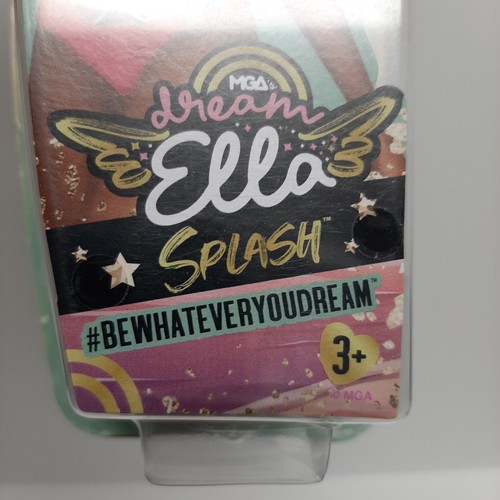 MGA's
dream
Ella
SPLASH™
#BEWHATEVERYOUDREAM™
3+
© MGA